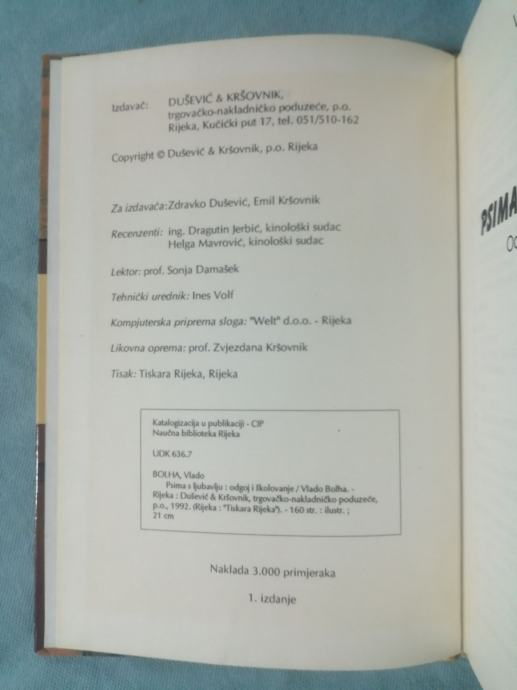 Izdavač: DUŠEVIĆ & KRŠOVNIK,
trgovačko-nakladničko poduzeće, p.o.
Rijeka, Kučički put 17, tel. 051/510-162
Copyright © Dušević & Kršovnik, p.o. Rijeka
Za izdavača: Zdravko Dušević, Emil Kršovnik
Recenzenti: ing. Dragutin Jerbić, kinološki sudac
Helga Mavrović, kinološki sudac
Lektor: prof. Sonja Damašek
Tehnički urednik: Ines Volf
Kompjuterska priprema sloga: "Welt" d.o.o. - Rijeka
Likovna oprema: prof. Zvjezdana Kršovnik
Tisak: Tiskara Rijeka, Rijeka
Katalogizacija u publikaciji - CIP
Naučna biblioteka Rijeka
UDK 636.7
BOLHA, Vlado
Psima s ljubavlju : odgoj i školovanje / Vlado Bolha. -
Rijeka : Dušević & Kršovnik, trgovačko-nakladničko poduzeće,
p.o., 1992. (Rijeka : "Tiskara Rijeka"). - 160 str. : ilustr. ;
21 cm
Naklada 3.000 primjeraka
1. izdanje
PSIMA